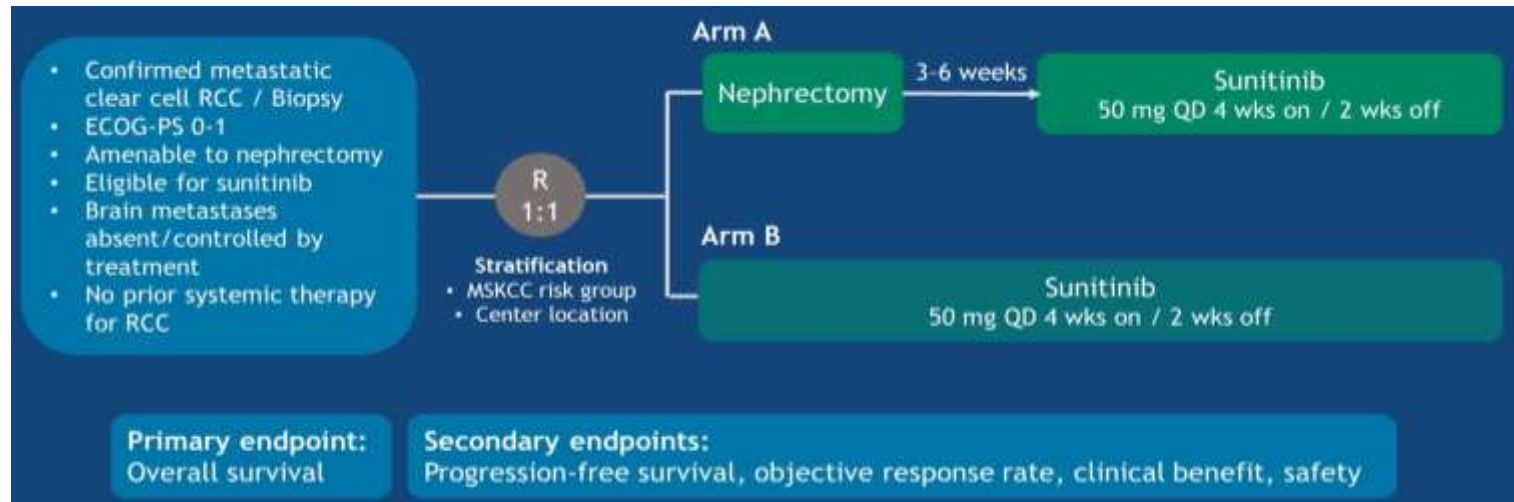 • Confirmed metastatic
clear cell RCC / Biopsy
• ECOG-PS 0-1
• Amenable to nephrectomy
• Eligible for sunitinib
• Brain metastases
absent/controlled by
treatment
• No prior systemic therapy
for RCC
R
1:1
Stratification
• MSKCC risk group
• Center location
Arm A
Nephrectomy
3-6 weeks
Sunitinib
50 mg QD 4 wks on / 2 wks off
Arm B
Sunitinib
50 mg QD 4 wks on / 2 wks off
Primary endpoint:
Overall survival
Secondary endpoints:
Progression-free survival, objective response rate, clinical benefit, safety